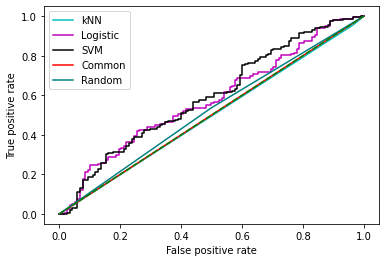 kNN
Logistic
SVM
Common
Random
True positive rate
1.0
0.8
0.6
0.4
0.2
0.0
0.0 0.2 0.4 0.6 0.8 1.0
False positive rate